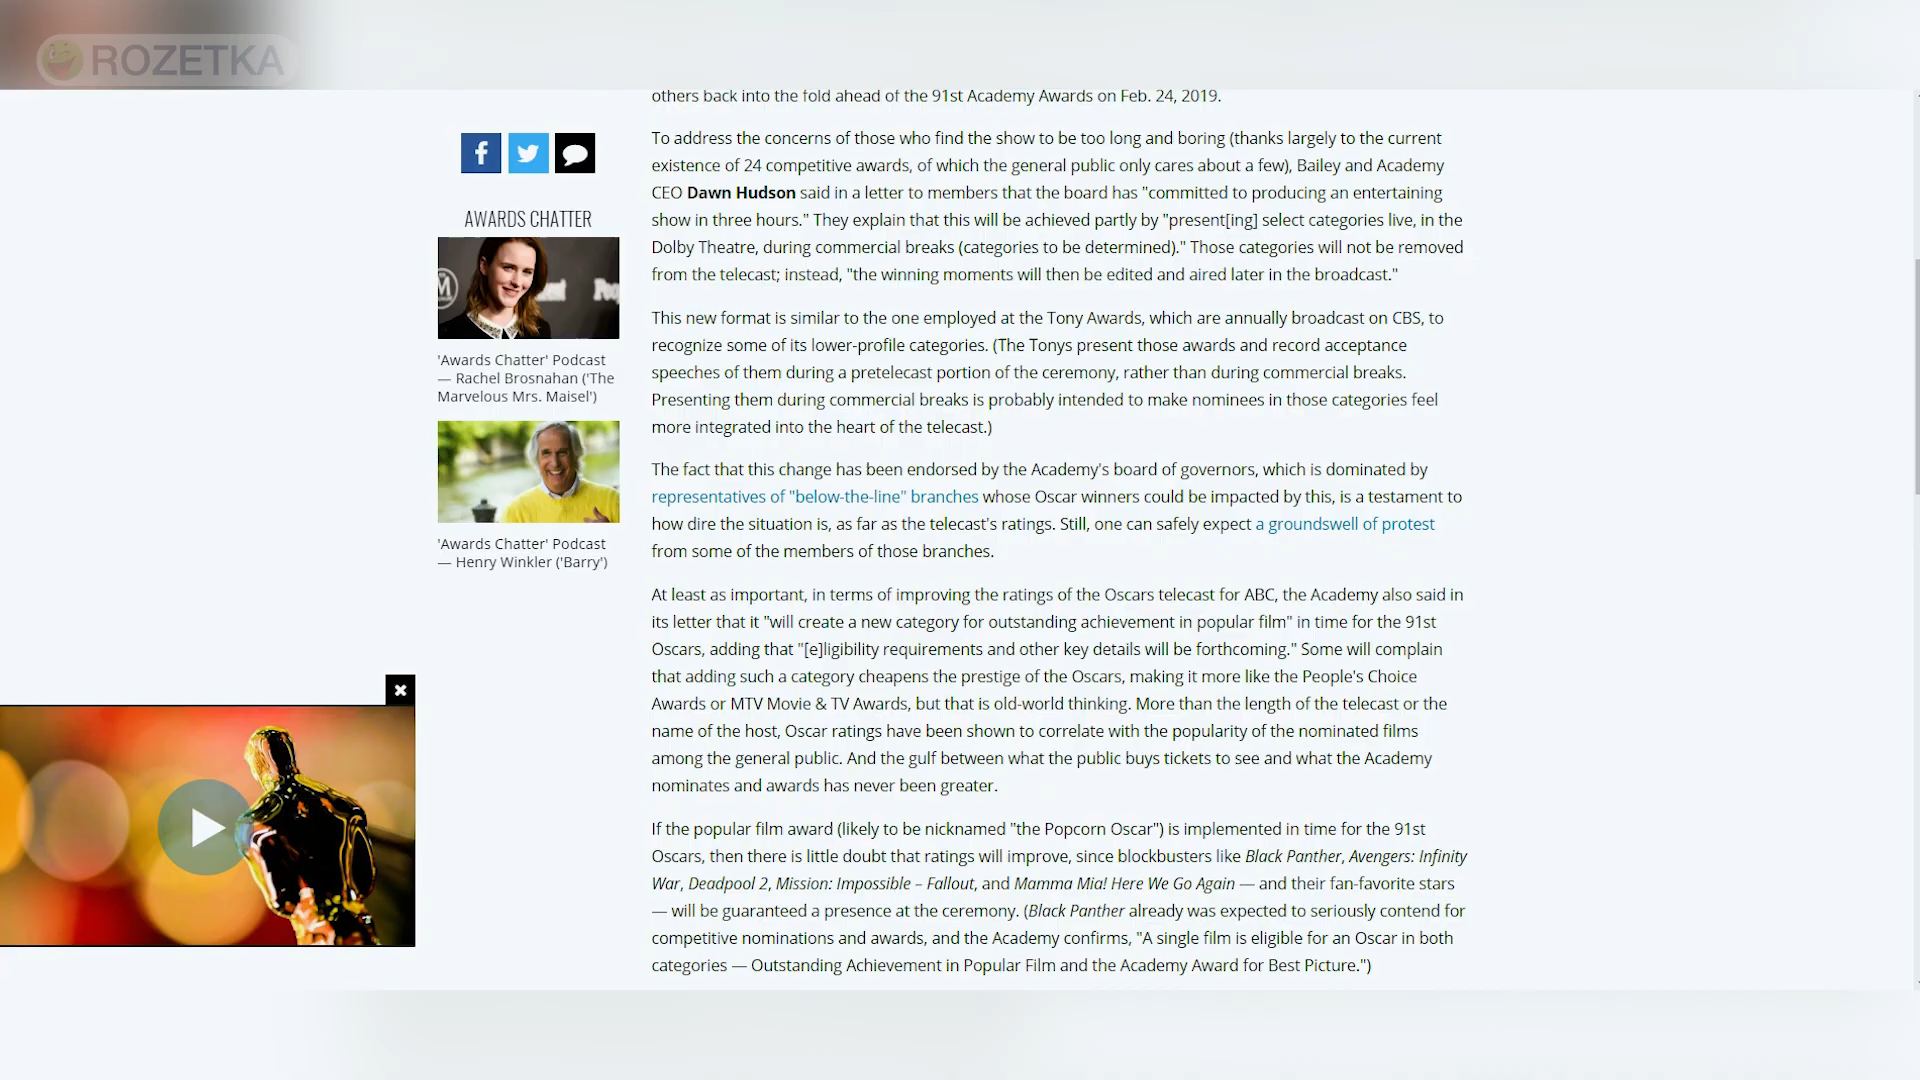 ROZETKA
others back into the fold ahead of the 91st Academy Awards on Feb. 24, 2019.
To address the concerns of those who find the show to be too long and boring (thanks largely to the current
existence of 24 competitive awards, of which the general public only cares about a few), Bailey and Academy
CEO Dawn Hudson said in a letter to members that the board has "committed to producing an entertaining
show in three hours." They explain that this will be achieved partly by "present[ing] select categories live, in the
Dolby Theatre, during commercial breaks (categories to be determined)." Those categories will not be removed
from the telecast; instead, "the winning moments will then be edited and aired later in the broadcast."
This new format is similar to the one employed at the Tony Awards, which are annually broadcast on CBS, to
recognize some of its lower-profile categories. (The Tonys present those awards and record acceptance
speeches of them during a pretelecast portion of the ceremony, rather than during commercial breaks.
Presenting them during commercial breaks is probably intended to make nominees in those categories feel
more integrated into the heart of the telecast.)
The fact that this change has been endorsed by the Academy's board of governors, which is dominated by
representatives of "below-the-line" branches whose Oscar winners could be impacted by this, is a testament to
how dire the situation is, as far as the telecast's ratings. Still, one can safely expect a groundswell of protest
from some of the members of those branches.
At least as important, in terms of improving the ratings of the Oscars telecast for ABC, the Academy also said in
its letter that it "will create a new category for outstanding achievement in popular film" in time for the 91st
Oscars, adding that "[e]ligibility requirements and other key details will be forthcoming." Some will complain
that adding such a category cheapens the prestige of the Oscars, making it more like the People's Choice
Awards or MTV Movie & TV Awards, but that is old-world thinking. More than the length of the telecast or the
name of the host, Oscar ratings have been shown to correlate with the popularity of the nominated films
among the general public. And the gulf between what the public buys tickets to see and what the Academy
nominates and awards has never been greater.
If the popular film award (likely to be nicknamed "the Popcorn Oscar") is implemented in time for the 91st
Oscars, then there is little doubt that ratings will improve, since blockbusters like Black Panther, Avengers: Infinity
War, Deadpool 2, Mission: Impossible – Fallout, and Mamma Mia! Here We Go Again — and their fan-favorite stars
— will be guaranteed a presence at the ceremony. (Black Panther already was expected to seriously contend for
competitive nominations and awards, and the Academy confirms, "A single film is eligible for an Oscar in both
categories — Outstanding Achievement in Popular Film and the Academy Award for Best Picture.")
AWARDS CHATTER
'Awards Chatter' Podcast
— Rachel Brosnahan ('The
Marvelous Mrs. Maisel')
'Awards Chatter' Podcast
— Henry Winkler ('Barry')